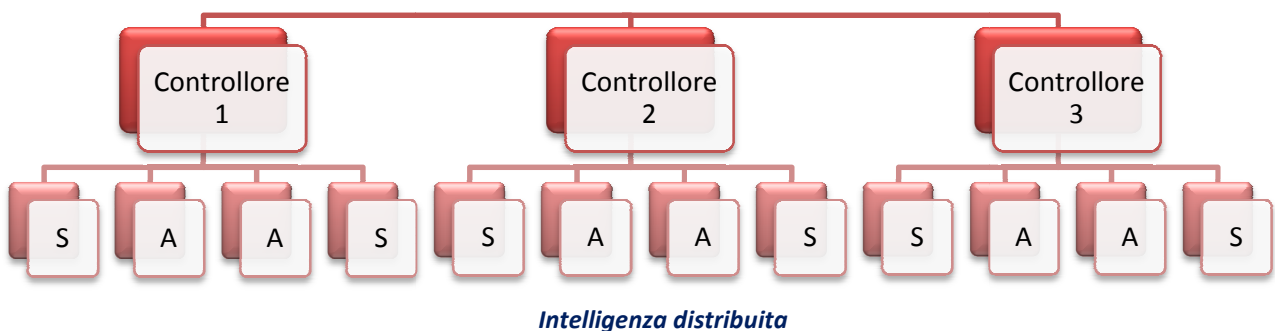 Controllore
1
Controllore
2
Controllore
3
S A A S S A A S S A A S
Intelligenza distribuita